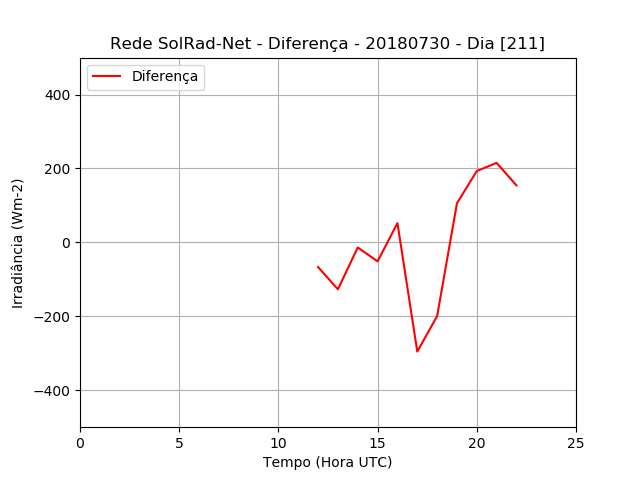 Rede SolRad-Net - Diferença - 20180730 - Dia [211]
Diferença
400
200
0
−200
−400
Irradiância (Wm-2)
0 5 10 15 20 25
Tempo (Hora UTC)